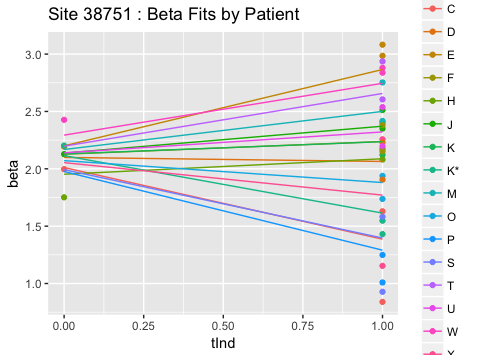 Site 38751 : Beta Fits by Patient
beta
3.0
2.5
2.0
1.5
1.0
0.00
0.25
0.50
0.75
1.00
tInd
C
D
E
F
H
J
K
K*
M
O
P
S
T
U
W